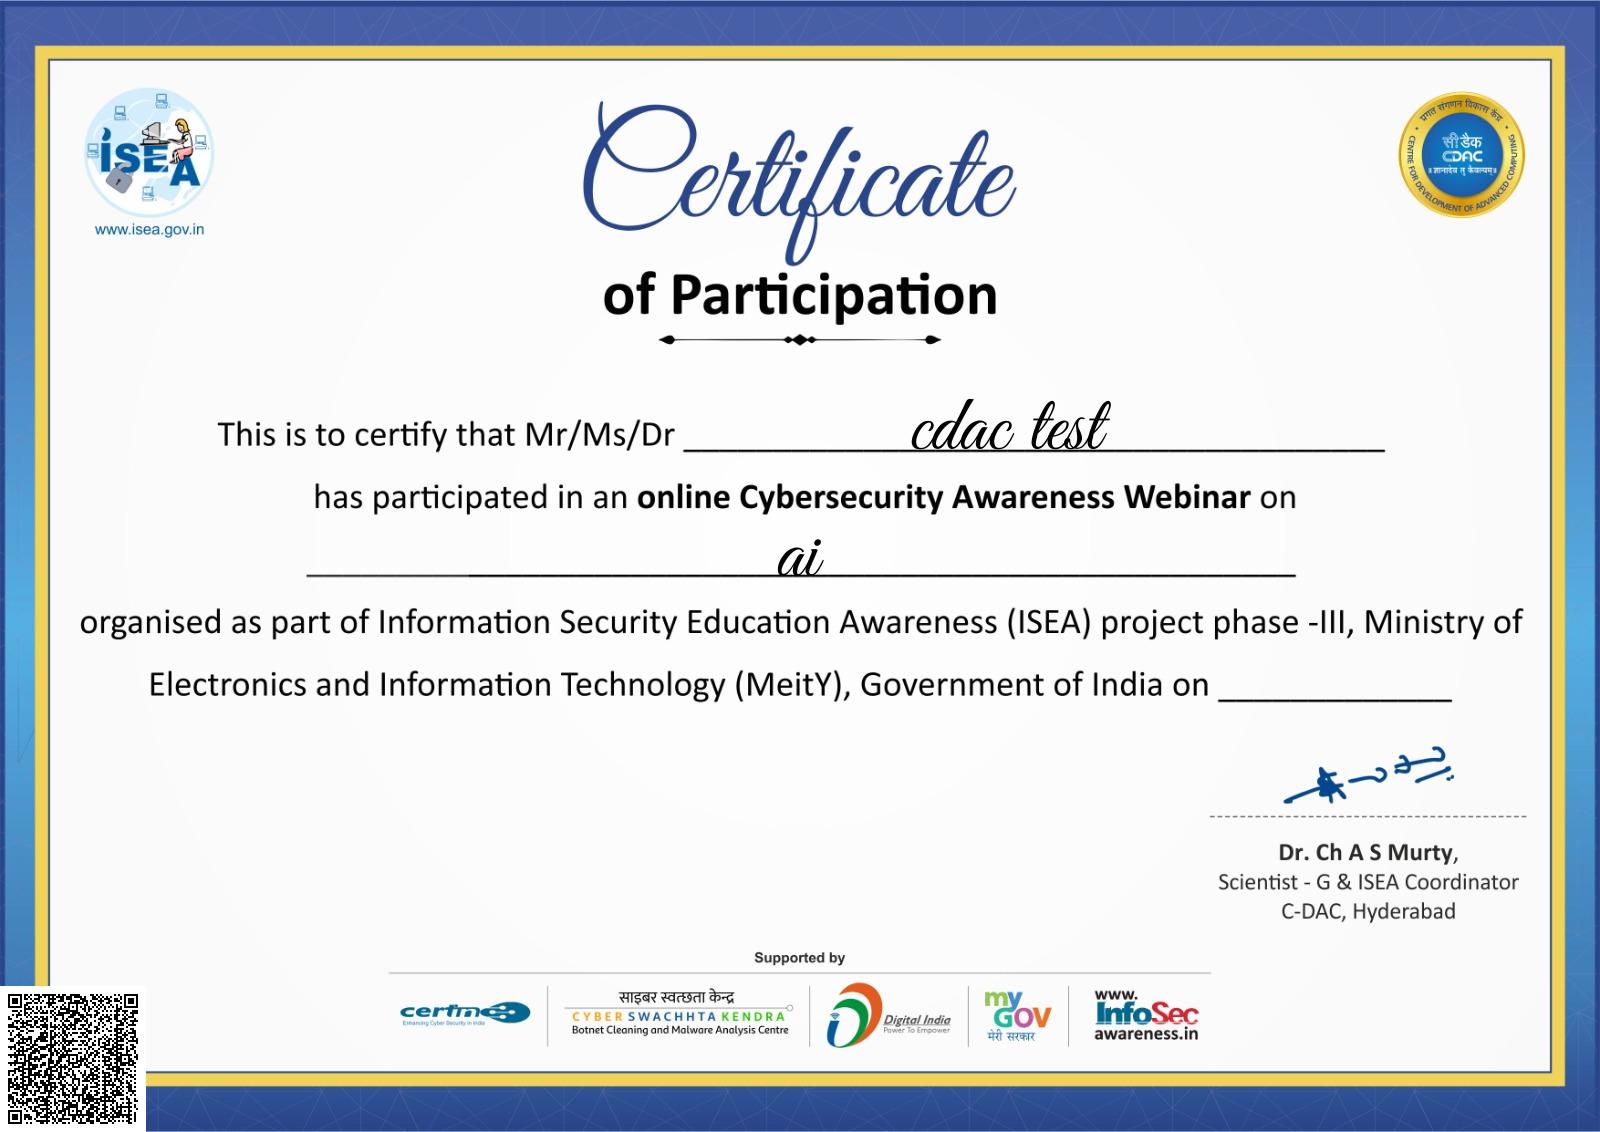 ISEA
www.isea.gov.in
प्रगत संगणन विकास केंद्र
सी डैक
CDAC
॥ ज्ञानादेव तु कैवल्यम् ॥
CENTRE FOR DEVELOPMENT OF ADVANCED COMPUTING
Certificate
of Participation
This is to certify that Mr/Ms/Dr cdac test
has participated in an online Cybersecurity Awareness Webinar on
ai
organised as part of Information Security Education Awareness (ISEA) project phase -III, Ministry of
Electronics and Information Technology (MeitY), Government of India on
Dr. Ch A S Murty,
Scientist - G & ISEA Coordinator
C-DAC, Hyderabad
Supported by
certin
Enhancing Cyber Security in India
साइबर स्वच्छता केन्द्र
CYBER SWACHHTA KENDRA
Botnet Cleaning and Malware Analysis Centre
Digital India
Power To Empower
my
GOV
मेरी सरकार
www.
InfoSec
awareness.in